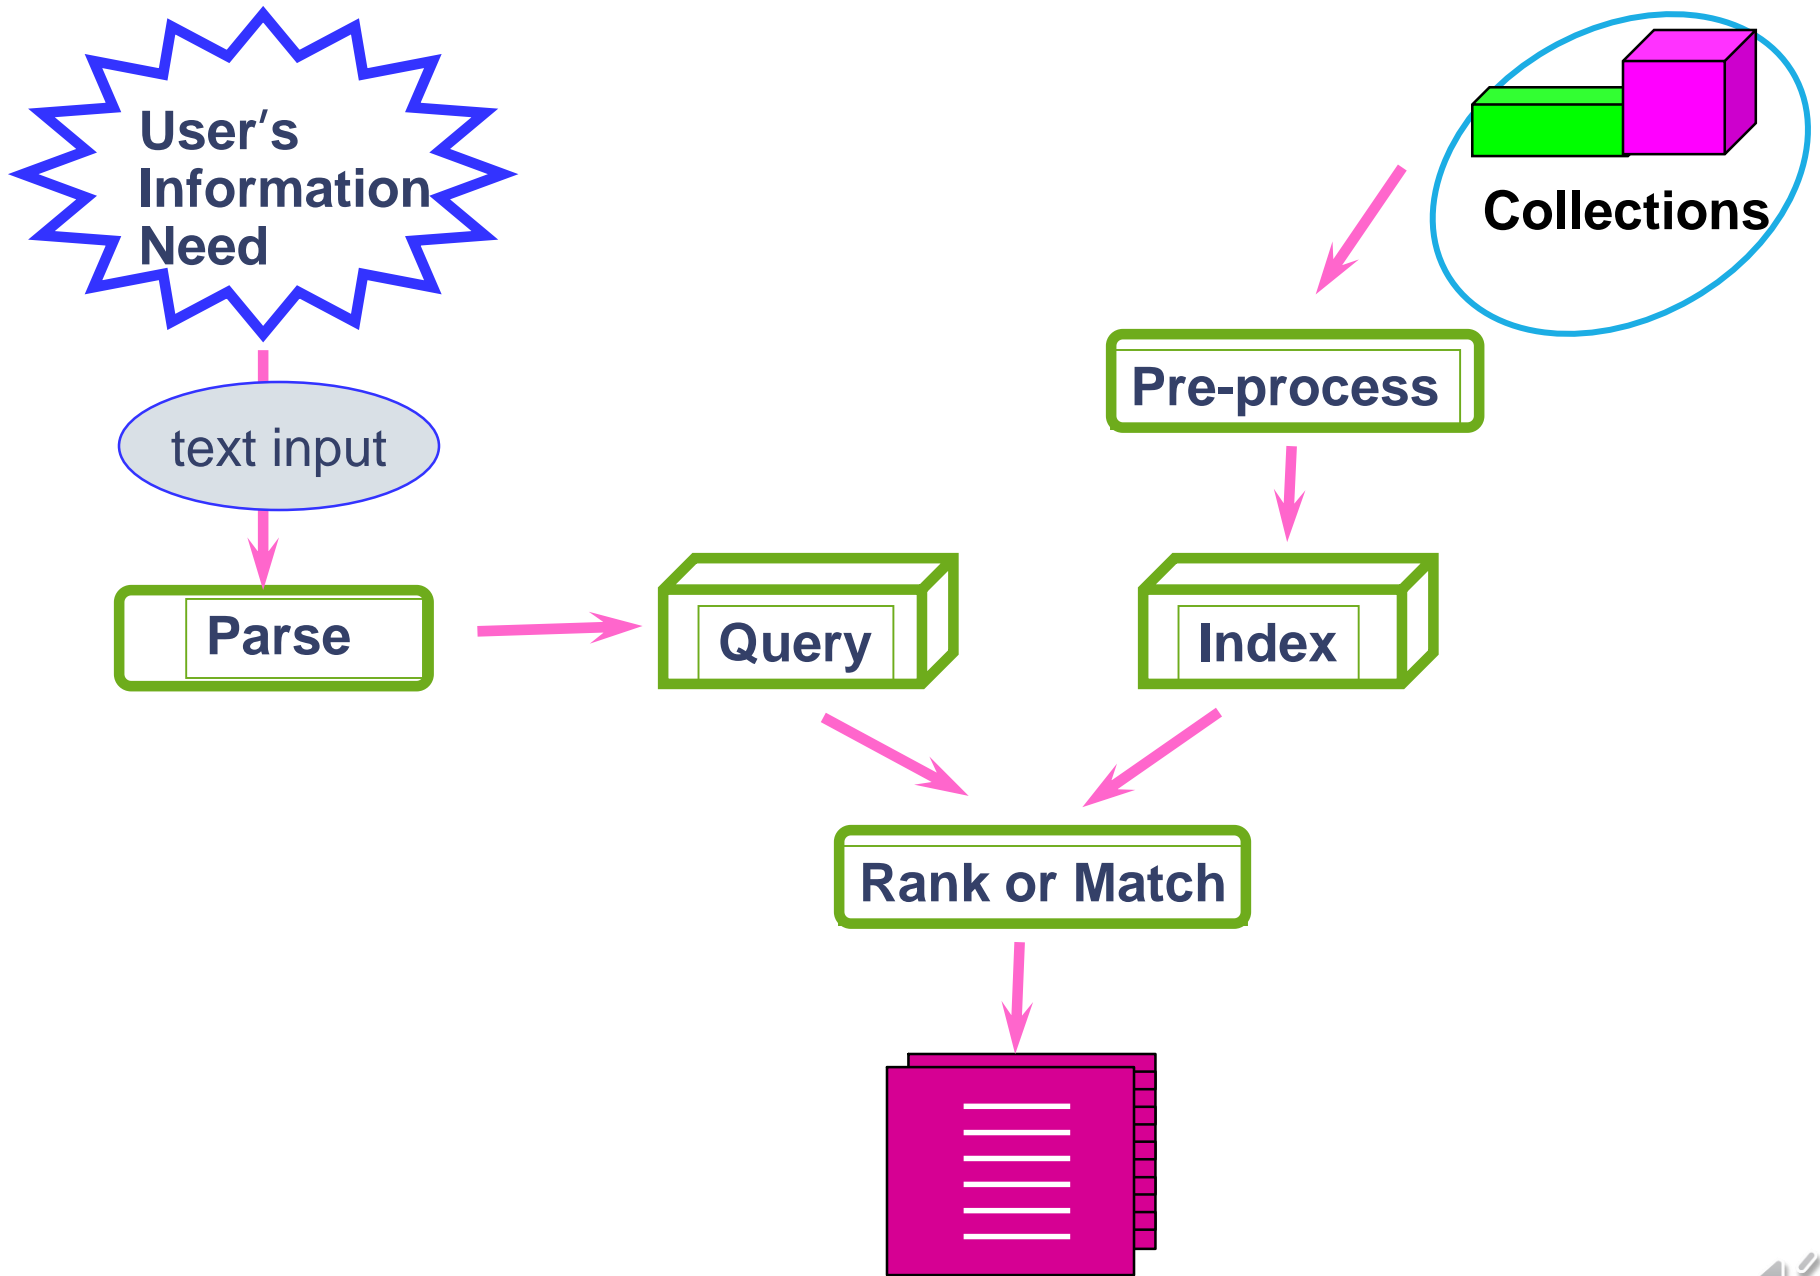 User′s
Information
Need
Collections
Pre-process
text input
Parse
Query
Index
Rank or Match